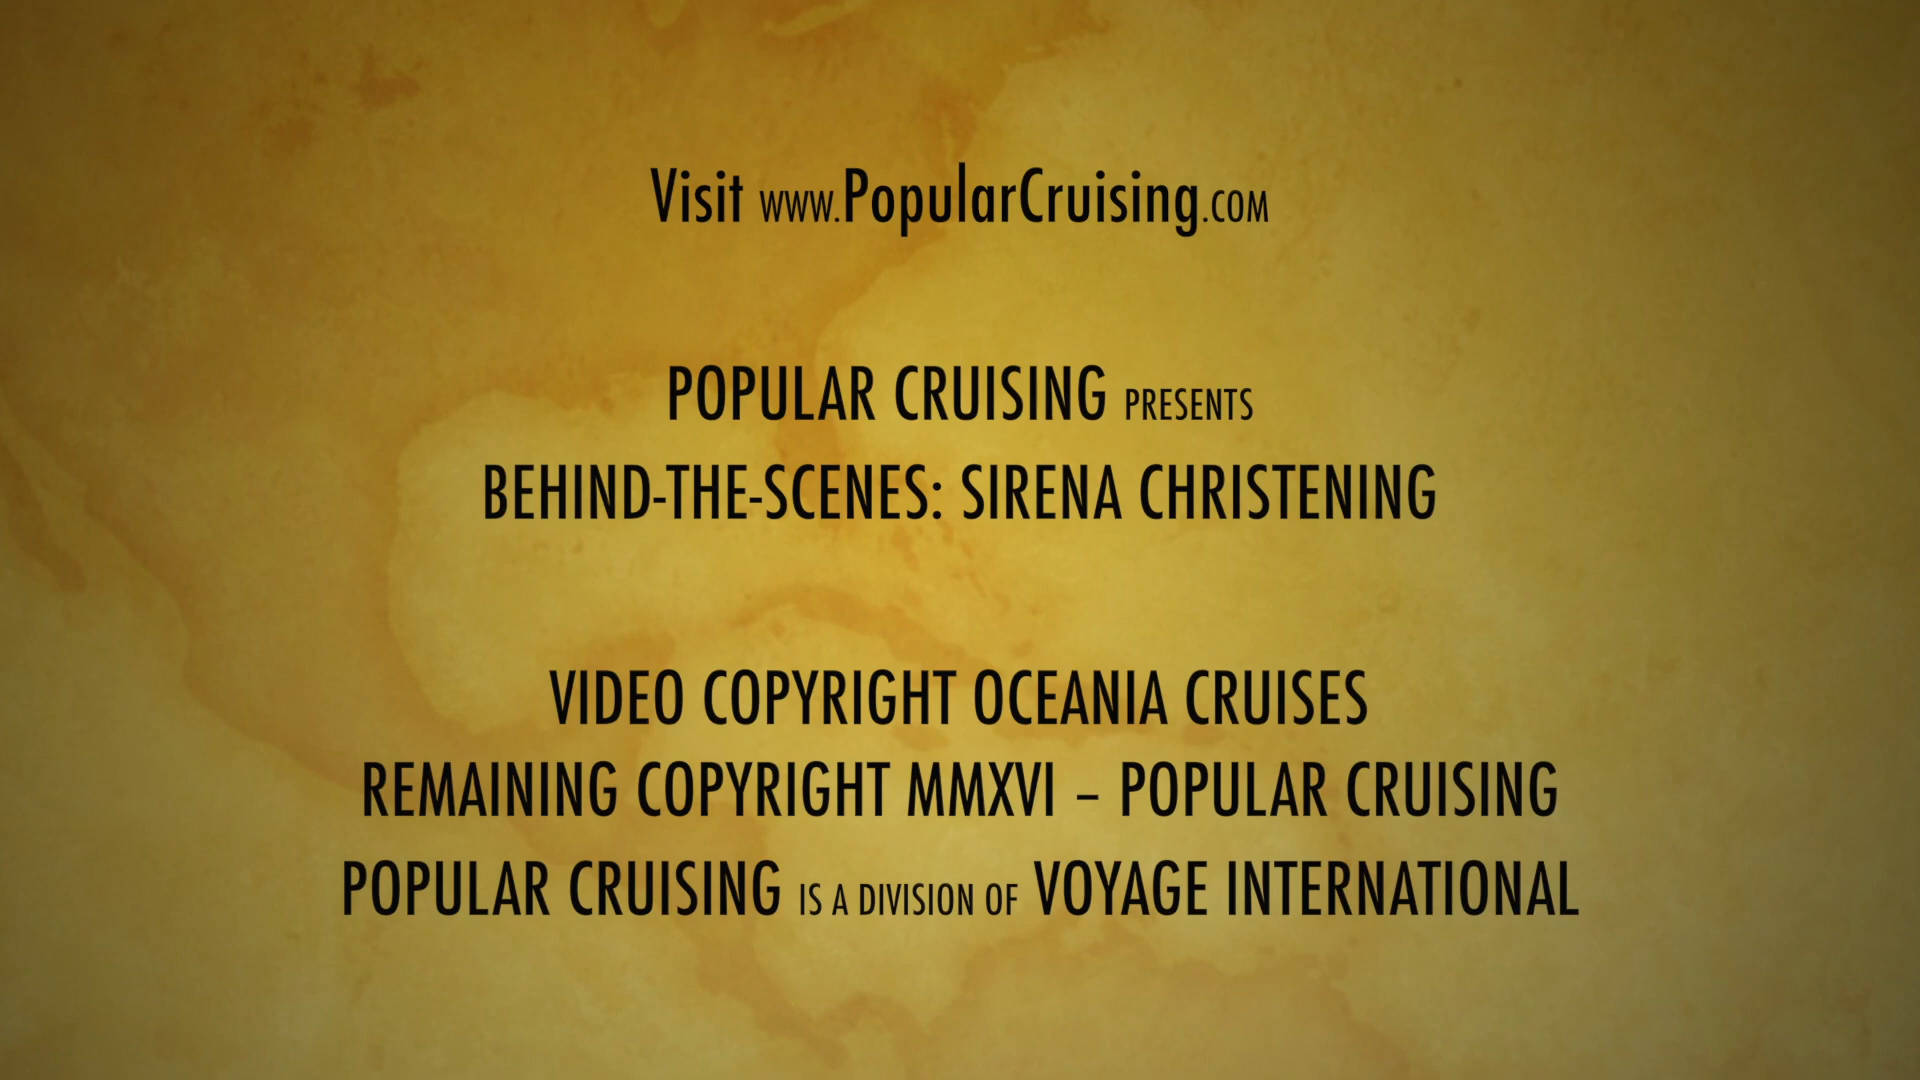 Visit www.PopularCruising.com
POPULAR CRUISING PRESENTS
BEHIND-THE-SCENES: SIRENA CHRISTENING
VIDEO COPYRIGHT OCEANIA CRUISES
REMAINING COPYRIGHT MMXVI – POPULAR CRUISING
POPULAR CRUISING IS A DIVISION OF VOYAGE INTERNATIONAL